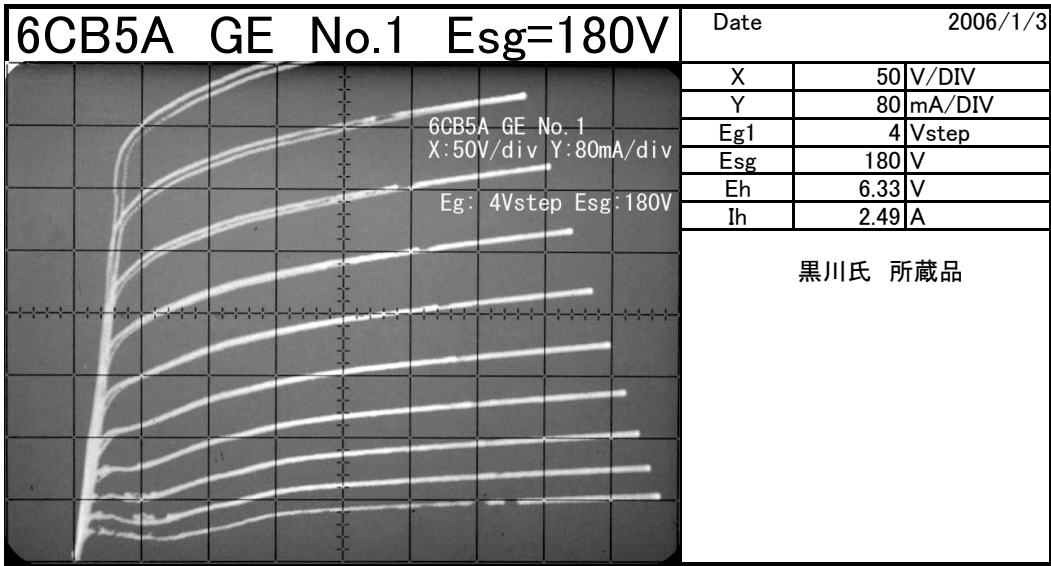 6CB5A GE No.1 Esg=180V
Date 2006/1/3
X 50 V/DIV
Y 80 mA/DIV
Eg1 4 Vstep
Esg 180 V
Eh 6.33 V
Ih 2.49 A
黒川氏 所蔵品
6CB5A GE No.1
X:50V/div Y:80mA/div
Eg: 4Vstep Esg:180V